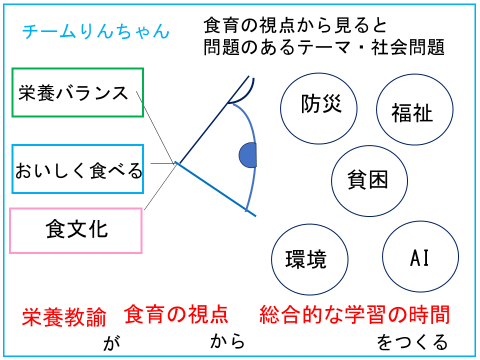 チームりんちゃん
食育の視点から見ると
問題のあるテーマ・社会問題
栄養バランス
おいしく食べる
食文化
防災
福祉
貧困
環境
AI
栄養教諭が食育の視点から総合的な学習の時間をつくる